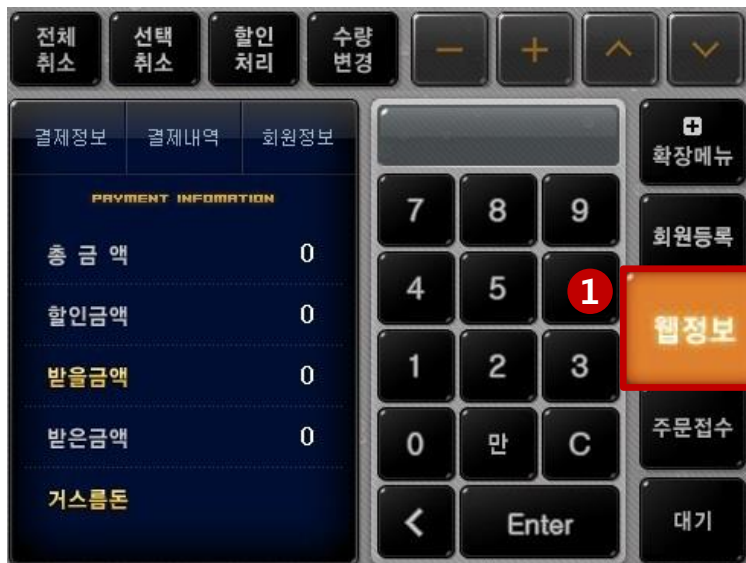 전체
취소
선택
취소
할인
처리
수량
변경
결제정보 결제내역 회원정보
PAYMENT INFOMATION
총 금 액 0
할인금액 0
받을금액 0
받은금액 0
거스름돈
7 8 9
4 5 1
1 2 3
0 만 C
Enter
확장메뉴
회원등록
웹정보
주문접수
대기